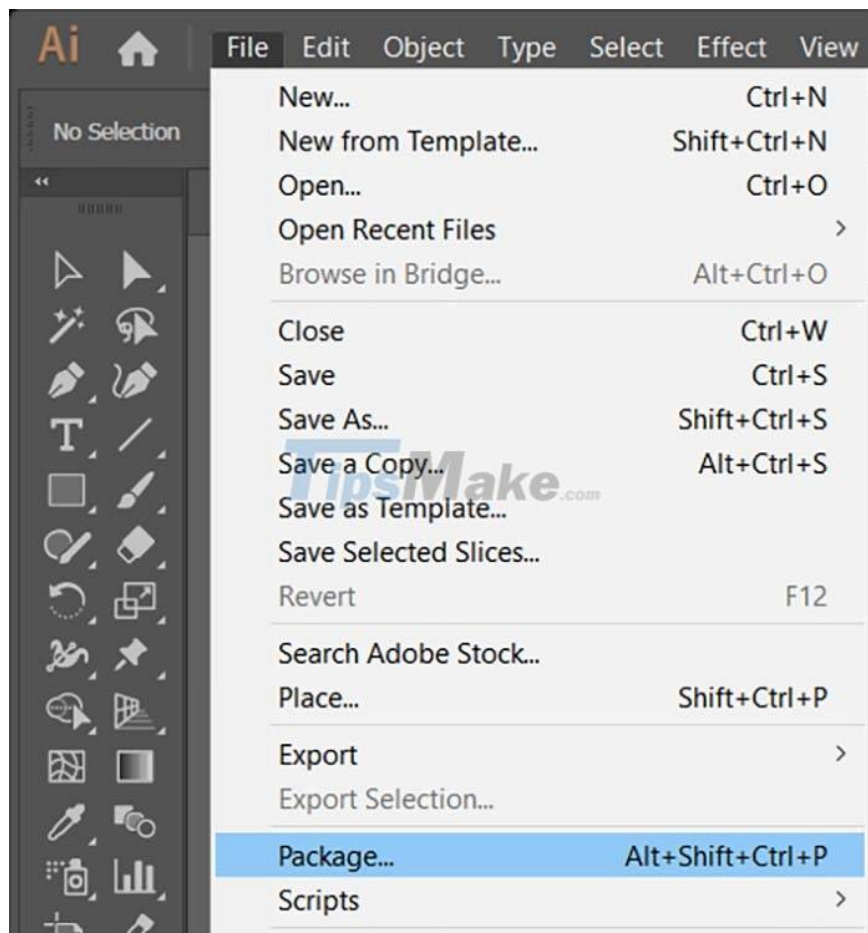 Ai File Edit Object Type Select Effect View
No Selection
New... Ctrl+N
New from Template... Shift+Ctrl+N
Open... Ctrl+O
Open Recent Files >
Browse in Bridge... Alt+Ctrl+O
Close Ctrl+W
Save Ctrl+S
Save As... Shift+Ctrl+S
Save a Copy... Alt+Ctrl+S
TipsMake.com
Save as Template...
Save Selected Slices...
Revert F12
Search Adobe Stock...
Place... Shift+Ctrl+P
Export >
Export Selection...
Package... Alt+Shift+Ctrl+P
Scripts >